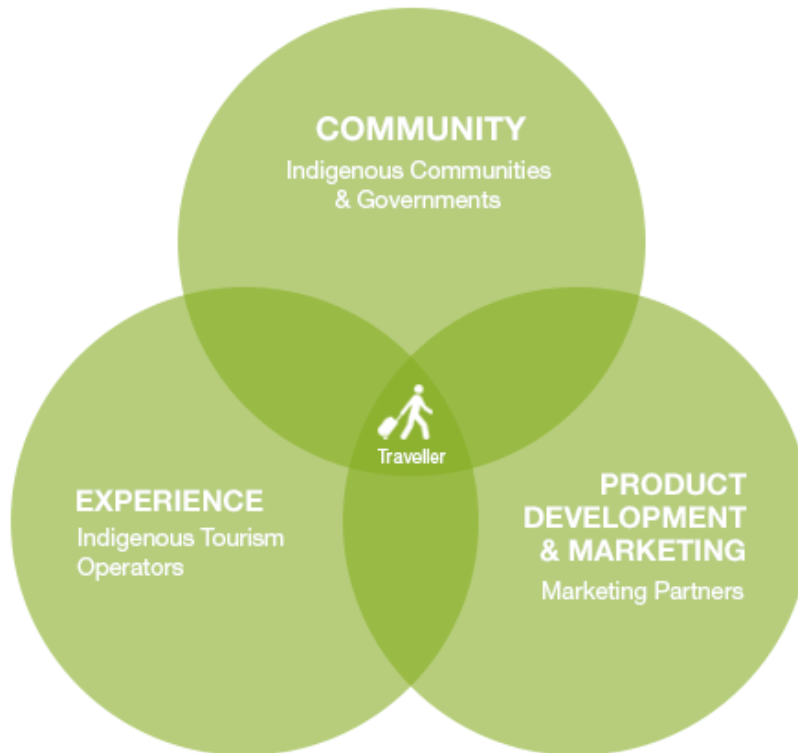 COMMUNITY
Indigenous Communities
& Governments
Traveller
EXPERIENCE
Indigenous Tourism
Operators
PRODUCT
DEVELOPMENT
& MARKETING
Marketing Partners